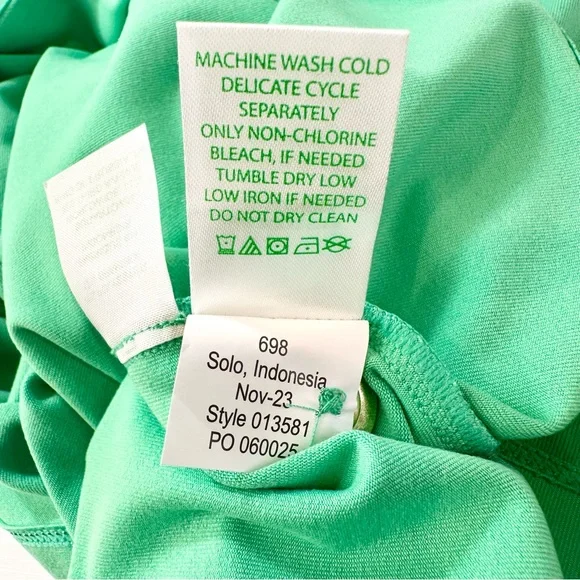 MACHINE WASH COLD
DELICATE CYCLE
SEPARATELY
ONLY NON-CHLORINE
BLEACH, IF NEEDED
TUMBLE DRY LOW
LOW IRON IF NEEDED
DO NOT DRY CLEAN
698
Solo, Indonesia
Nov-23
Style 013581
PO 060025